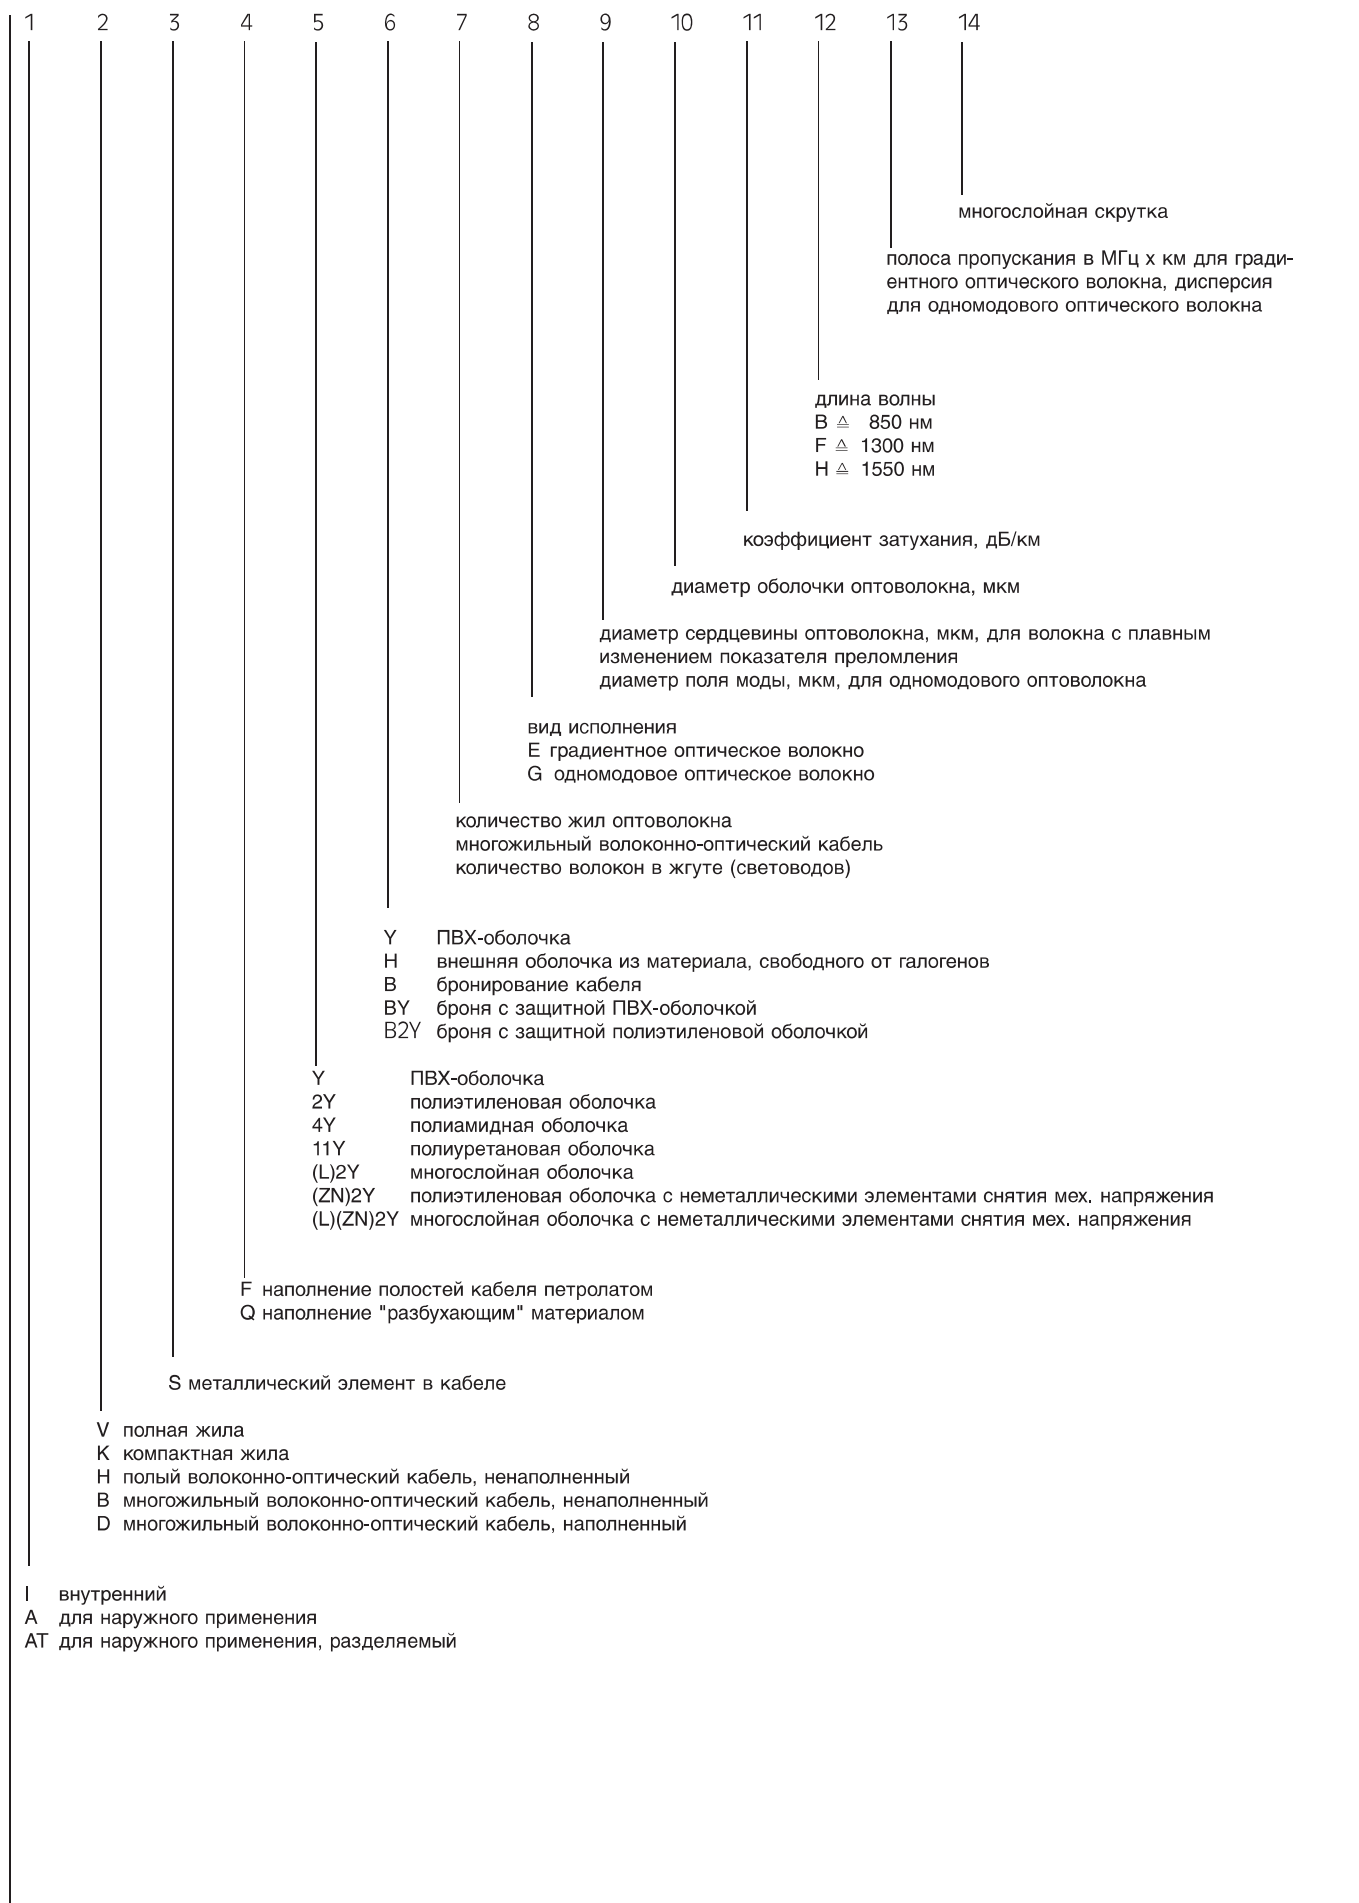 1 2 3 4 5 6 7 8 9 10 11 12 13 14
многослойная скрутка
полоса пропускания в МГц x км для гради-
ентного оптического волокна, дисперсия
для одномодового оптического волокна
длина волны
B ≙ 850 нм
F ≙ 1300 нм
H ≙ 1550 нм
коэффициент затухания, дБ/км
диаметр оболочки оптоволокна, мкм
диаметр сердцевины оптоволокна, мкм, для волокна с плавным
изменением показателя преломления
диаметр поля моды, мкм, для одномодового оптоволокна
вид исполнения
E градиентное оптическое волокно
G одномодовое оптическое волокно
количество жил оптоволокна
многожильный волоконно-оптический кабель
количество волокон в жгуте (световодов)
Y ПВХ-оболочка
H внешняя оболочка из материала, свободного от галогенов
B бронирование кабеля
BY броня с защитной ПВХ-оболочкой
B2Y броня с защитной полиэтиленовой оболочкой
Y ПВХ-оболочка
2Y полиэтиленовая оболочка
4Y полиамидная оболочка
11Y полиуретановая оболочка
(L)2Y многослойная оболочка
(ZN)2Y полиэтиленовая оболочка с неметаллическими элементами снятия мех. напряжения
(L)(ZN)2Y многослойная оболочка с неметаллическими элементами снятия мех. напряжения
F наполнение полостей кабеля петролатом
Q наполнение "разбухающим" материалом
S металлический элемент в кабеле
V полная жила
K компактная жила
H полый волоконно-оптический кабель, ненаполненный
B многожильный волоконно-оптический кабель, ненаполненный
D многожильный волоконно-оптический кабель, наполненный
I внутренний
A для наружного применения
AT для наружного применения, разделяемый